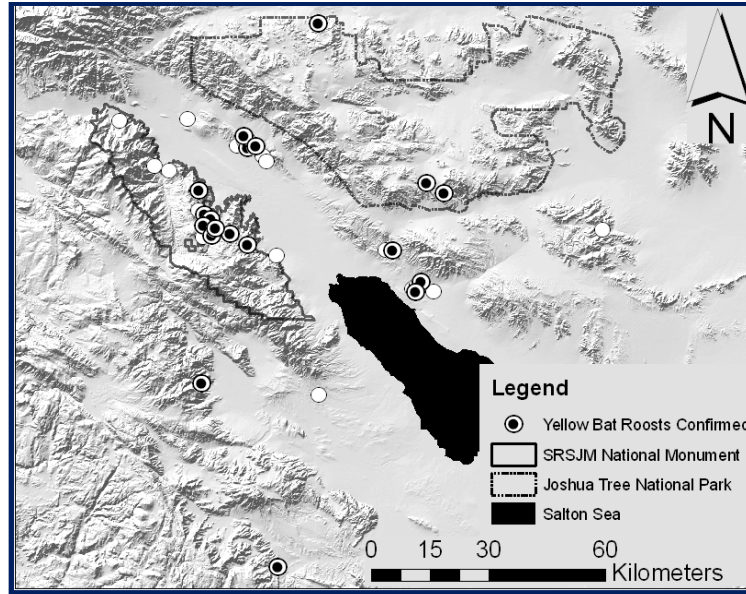 N
Legend
Yellow Bat Roosts Confirmed
SRSJM National Monument
Joshua Tree National Park
Salton Sea
0 15 30 60
Kilometers